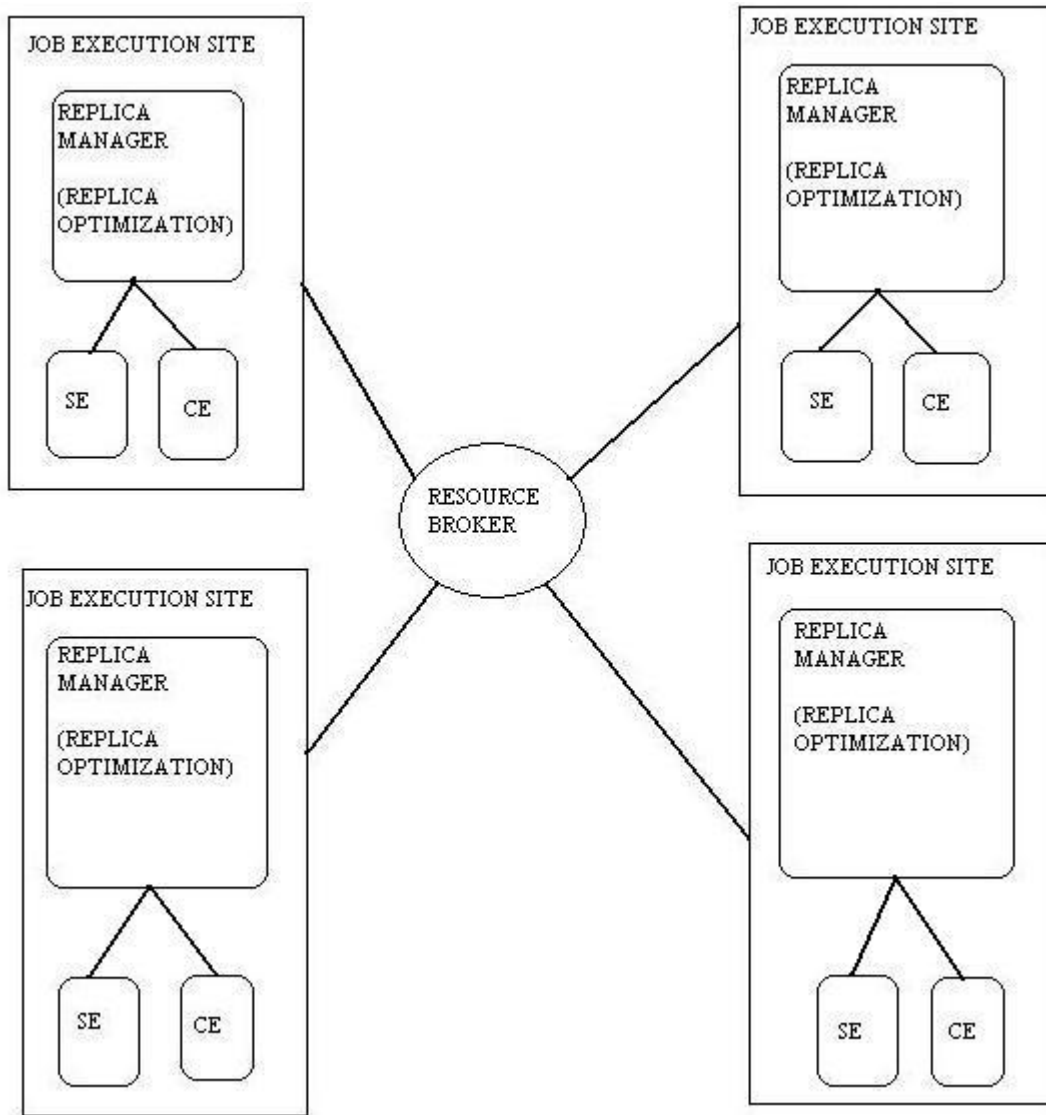 JOB EXECUTION SITE
REPLICA
MANAGER
(REPLICA
OPTIMIZATION)
SE
CE
JOB EXECUTION SITE
REPLICA
MANAGER
(REPLICA
OPTIMIZATION)
SE
CE
RESOURCE
BROKER
JOB EXECUTION SITE
REPLICA
MANAGER
(REPLICA
OPTIMIZATION)
SE
CE
JOB EXECUTION SITE
REPLICA
MANAGER
(REPLICA
OPTIMIZATION)
SE
CE